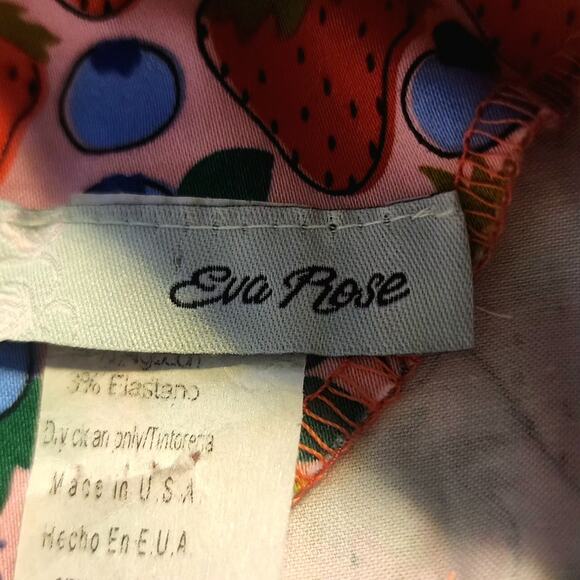 Eva Rose
3% Elastano
Dry clean only/Tintoreria
Made in U.S.A
Hecho En E.U.A